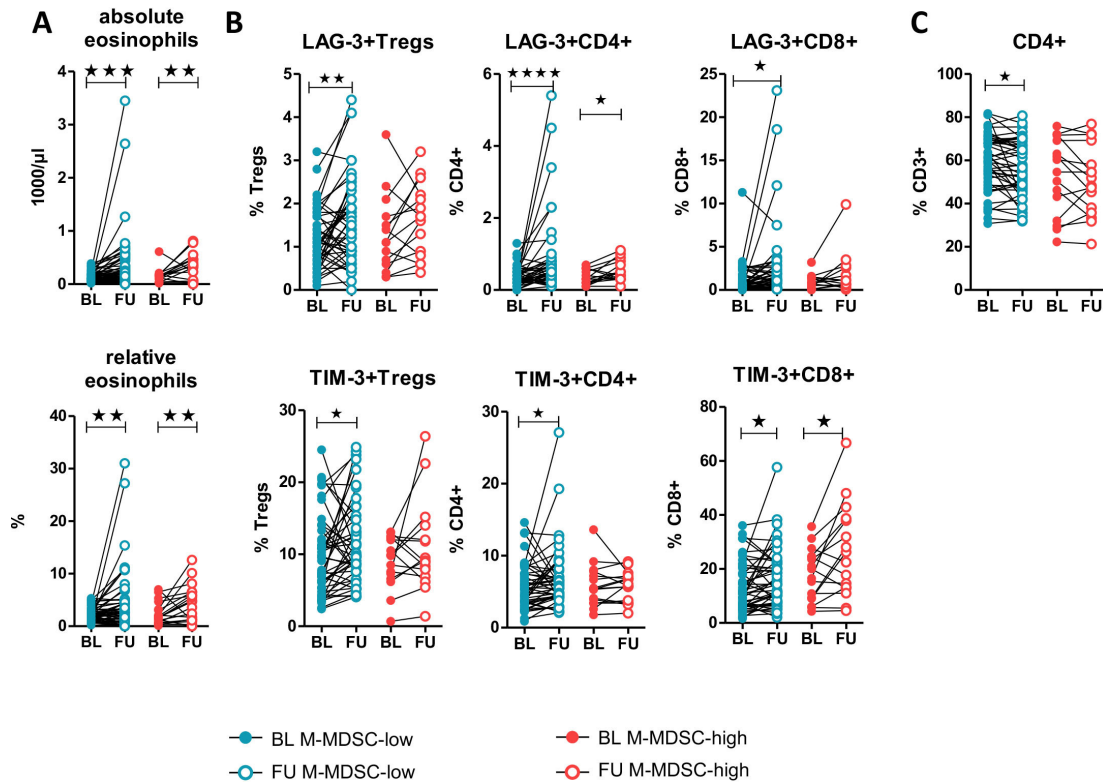 A
absolute
eosinophils
★★★ ★★
4
3
2
1
0
1000/µl
BL FU BL FU
relative
eosinophils
★★ ★★
40
30
20
10
0
%
BL FU BL FU
B
LAG-3+Tregs
★★
5
4
3
2
1
0
% Tregs
BL FU BL FU
LAG-3+CD4+
★★★★ ★
6
4
2
0
% CD4+
BL FU BL FU
LAG-3+CD8+
★
25
20
15
10
5
0
% CD8+
BL FU BL FU
TIM-3+Tregs
★
30
20
10
0
% Tregs
BL FU BL FU
TIM-3+CD4+
★
30
20
10
0
% CD4+
BL FU BL FU
TIM-3+CD8+
★ ★
80
60
40
20
0
% CD8+
BL FU BL FU
C
CD4+
★
100
80
60
40
20
0
% CD3+
BL FU BL FU
BL M-MDSC-low
FU M-MDSC-low
BL M-MDSC-high
FU M-MDSC-high